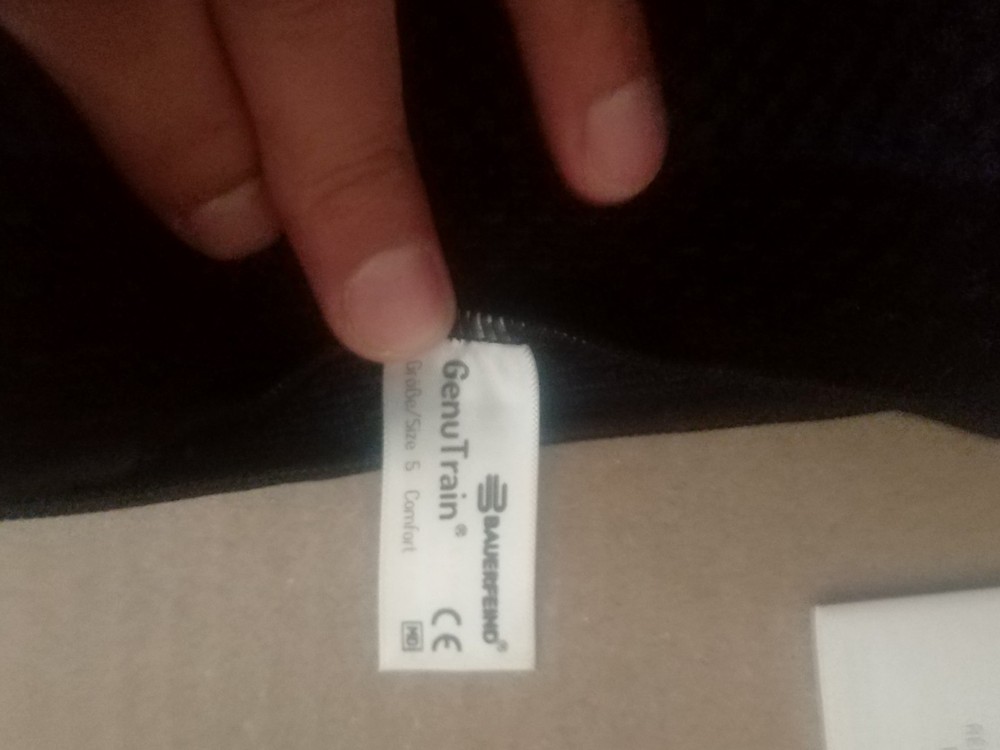 BAUERFEIND®
GenuTrain®
Größe/Size 5 Comfort
CE
MD